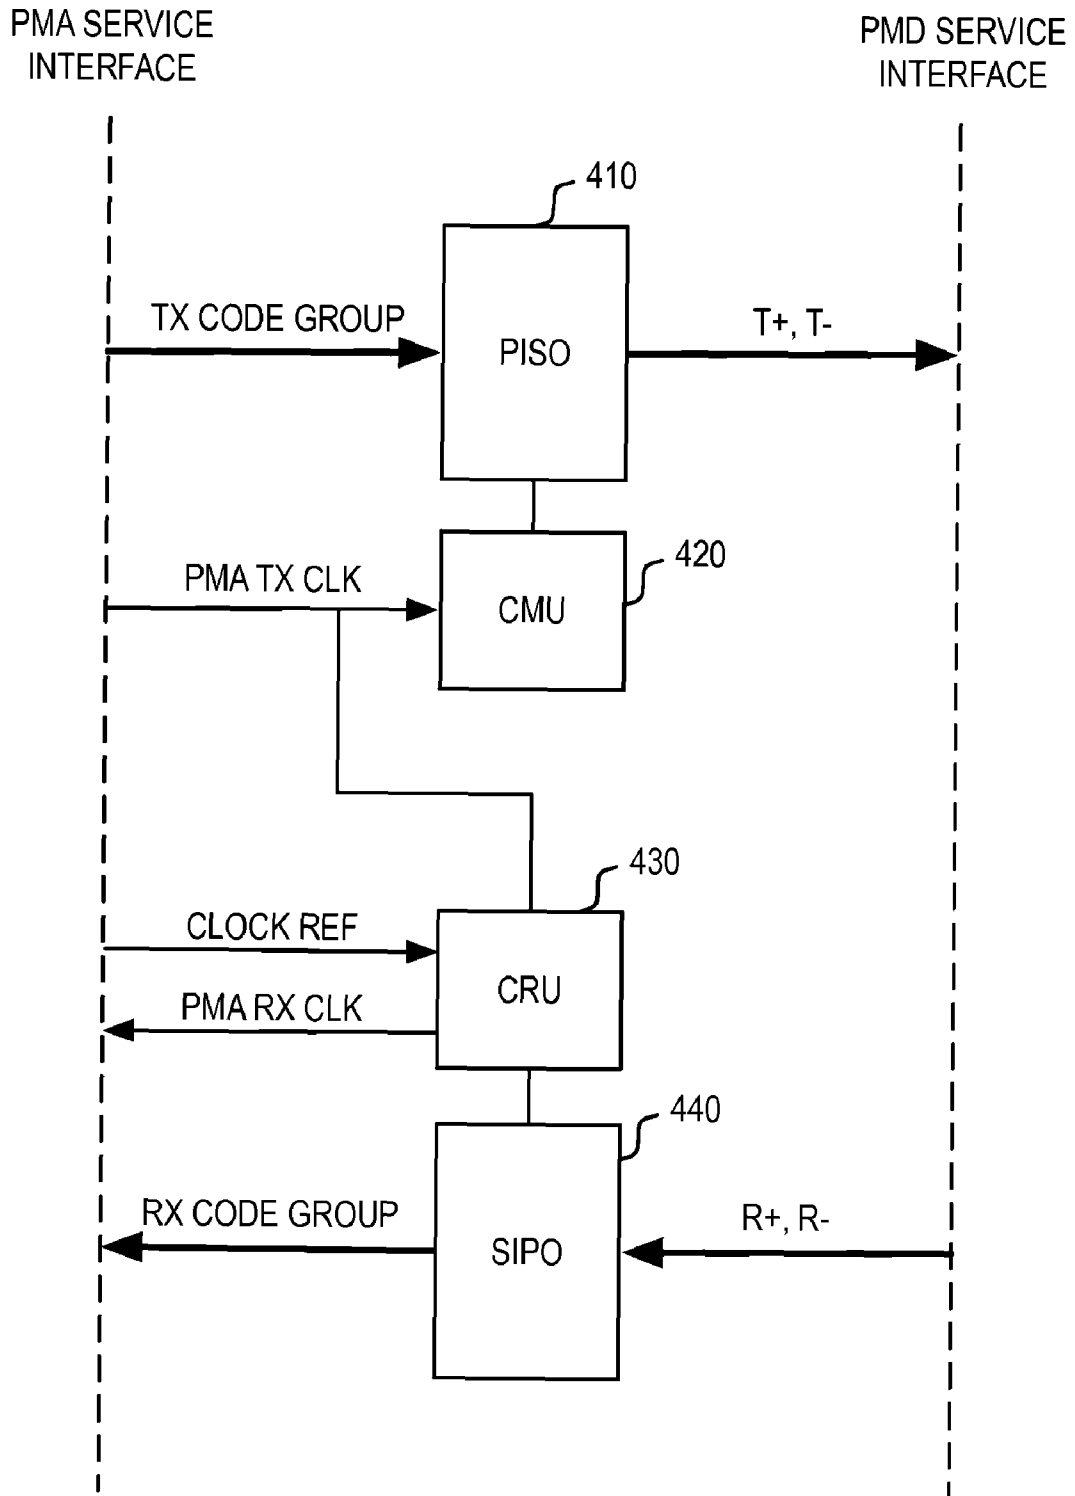 PMA SERVICE
INTERFACE
PMD SERVICE
INTERFACE
410
TX CODE GROUP
PISO
T+, T-
420
PMA TX CLK
CMU
430
CLOCK REF
CRU
PMA RX CLK
440
RX CODE GROUP
SIPO
R+, R-